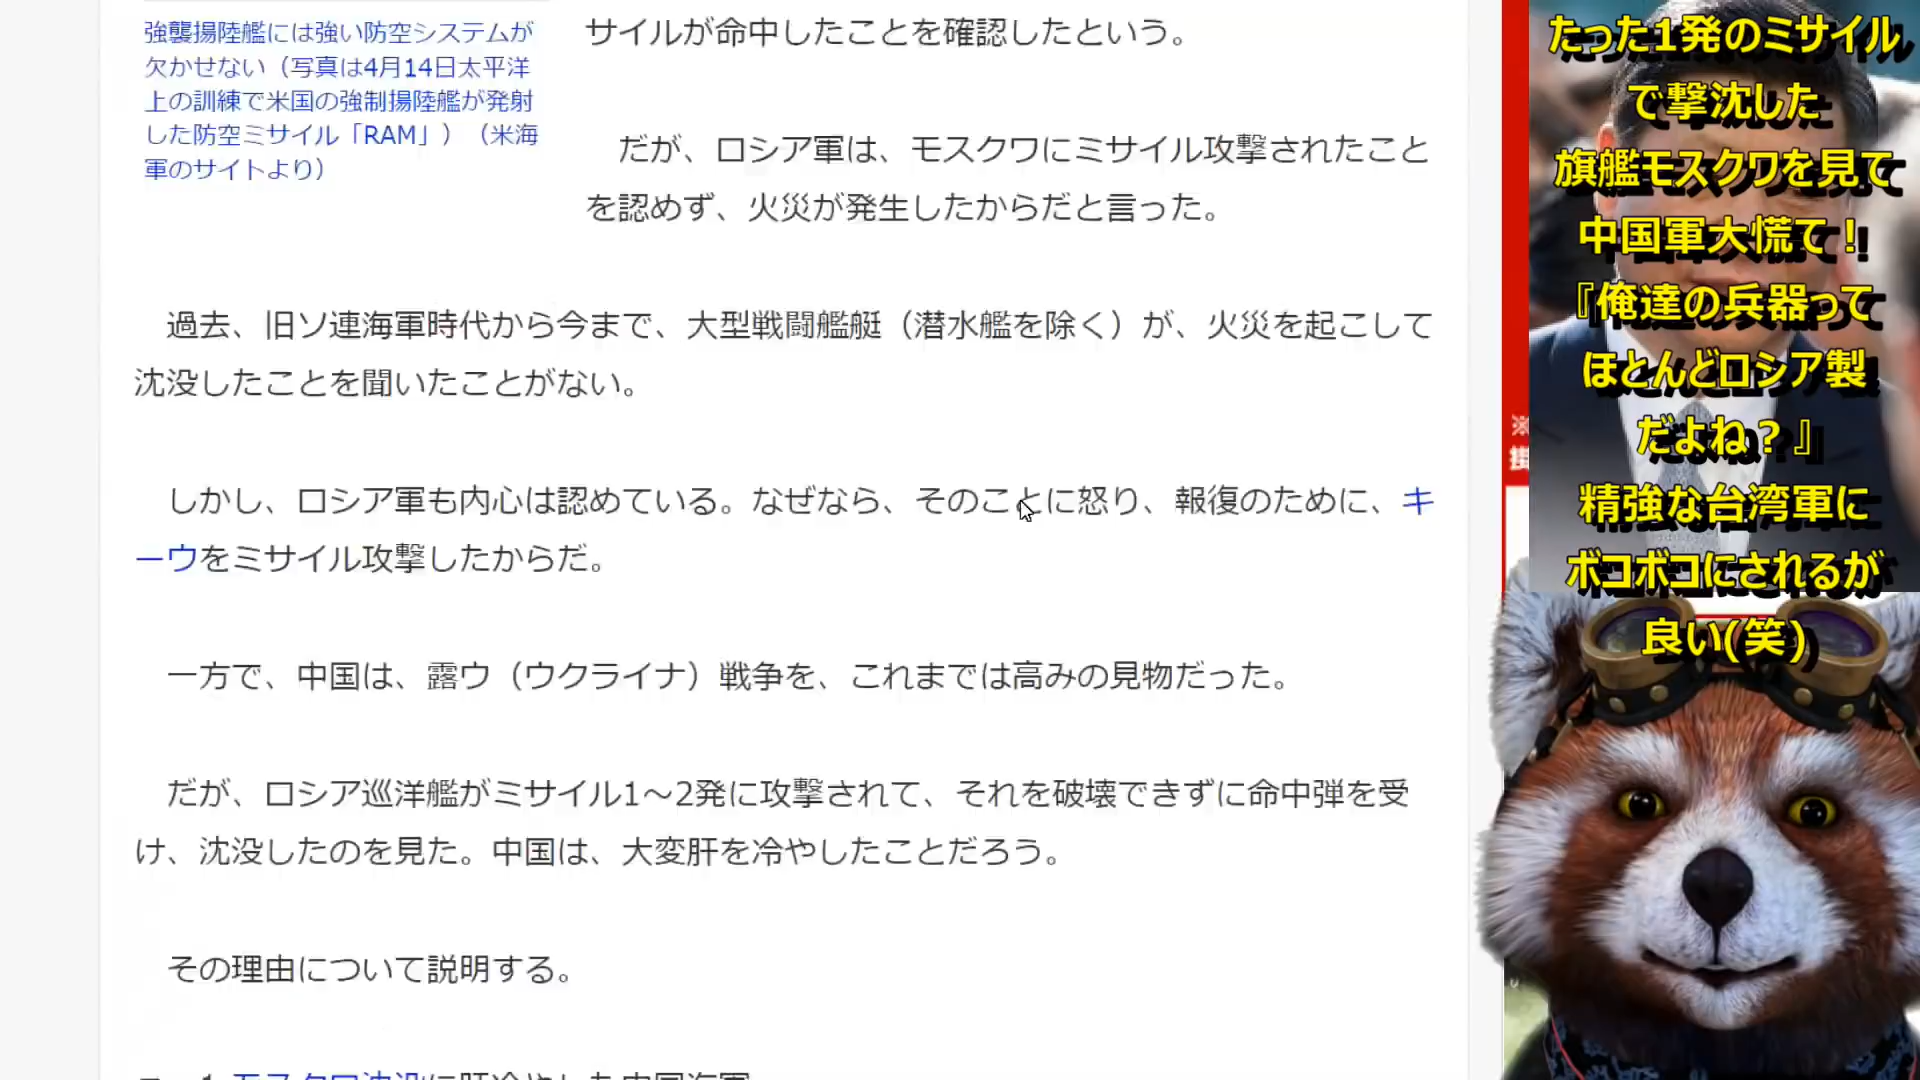 強襲揚陸艦には強い防空システムが
欠かせない（写真は4月14日太平洋
上の訓練で米国の強制揚陸艦が発射
した防空ミサイル「RAM」）（米海
軍のサイトより）
サイルが命中したことを確認したという。
だが、ロシア軍は、モスクワにミサイル攻撃されたこと
を認めず、火災が発生したからだと言った。
過去、旧ソ連海軍時代から今まで、大型戦闘艦艇（潜水艦を除く）が、火災を起こして
沈没したことを聞いたことがない。
しかし、ロシア軍も内心は認めている。なぜなら、そのことに怒り、報復のために、キ
ーウをミサイル攻撃したからだ。
一方で、中国は、露ウ（ウクライナ）戦争を、これまでは高みの見物だった。
だが、ロシア巡洋艦がミサイル1～2発に攻撃されて、それを破壊できずに命中弾を受
け、沈没したのを見た。中国は、大変肝を冷やしたことだろう。
その理由について説明する。
1.モスクワ沈没に肝冷やした中国海軍
たった1発のミサイル
で撃沈した
旗艦モスクワを見て
中国軍大慌て！
『俺達の兵器って
ほとんどロシア製
だよね？』
精強な台湾軍に
ボコボコにされるが
良い(笑)